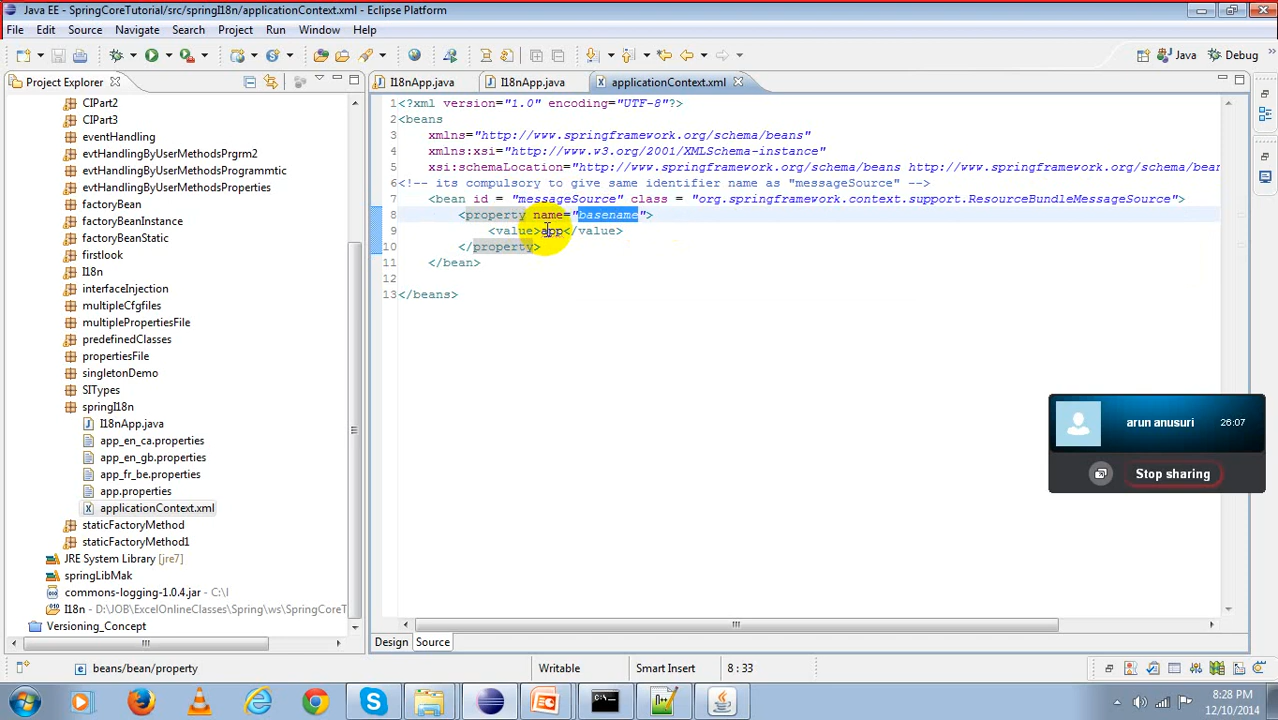 Java EE - SpringCoreTutorial/src/springI18n/applicationContext.xml - Eclipse Platform
File Edit Source Navigate Search Project Run Window Help
Java Debug
Project Explorer
I18nApp.java I18nApp.java applicationContext.xml
CIPart2
CIPart3
eventHandling
evtHandlingByUserMethodsPrgrm2
evtHandlingByUserMethodsProgrammtic
evtHandlingByUserMethodsProperties
factoryBean
factoryBeanInstance
factoryBeanStatic
firstlook
I18n
interfaceInjection
multipleCfgfiles
multiplePropertiesFile
predefinedClasses
propertiesFile
singletonDemo
SITypes
springI18n
I18nApp.java
app_en_ca.properties
app_en_gb.properties
app_fr_be.properties
app.properties
applicationContext.xml
staticFactoryMethod
staticFactoryMethod1
JRE System Library [jre7]
springLibMak
commons-logging-1.0.4.jar - C:\I
I18n - D:\JOB\ExcelOnlineClasses\Spring\ws\SpringCoreT
Versioning_Concept
1 <?xml version="1.0" encoding="UTF-8"?>
2 <beans
3 xmlns="http://www.springframework.org/schema/beans"
4 xmlns:xsi="http://www.w3.org/2001/XMLSchema-instance"
5 xsi:schemaLocation="http://www.springframework.org/schema/beans http://www.springframework.org/schema/bean
6 <!-- its compulsory to give same identifier name as "messageSource" -->
7 <bean id = "messageSource" class = "org.springframework.context.support.ResourceBundleMessageSource">
8 <property name="basename">
9 <value>app</value>
10 </property>
11 </bean>
12
13 </beans>
arun anusuri 26:07
Stop sharing
Design Source
beans/bean/property Writable Smart Insert 8 : 33
8:28 PM
12/10/2014